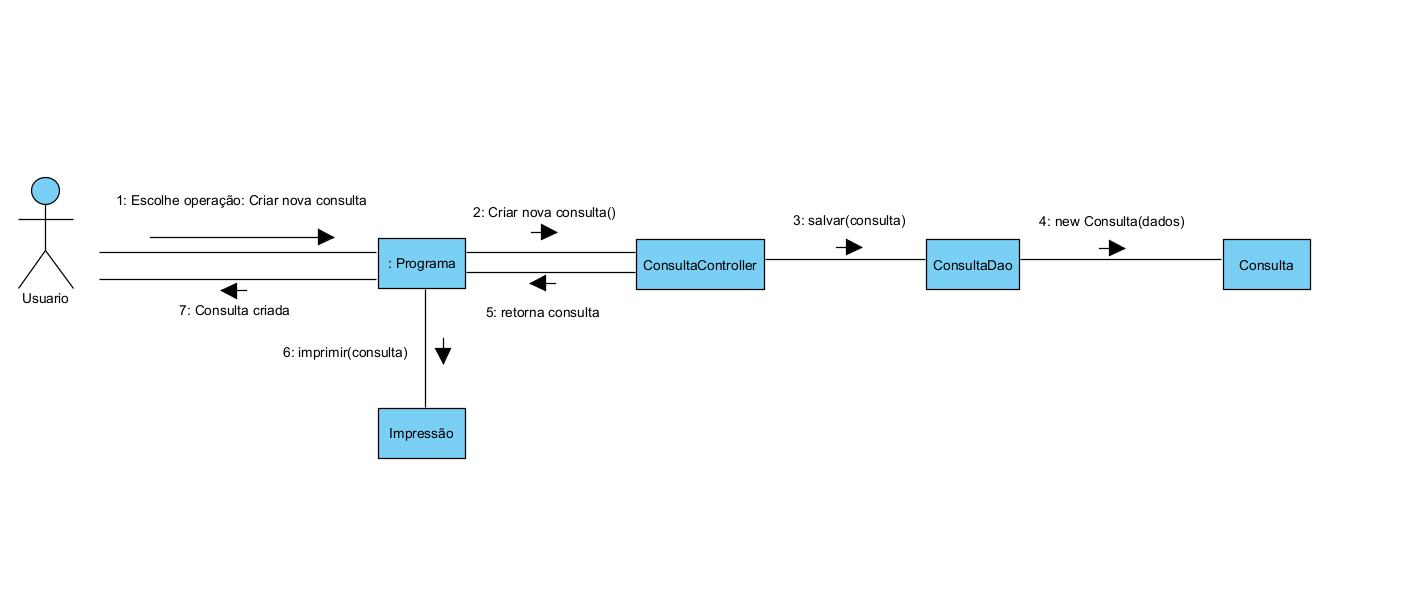 1: Escolhe operação: Criar nova consulta
2: Criar nova consulta()
3: salvar(consulta)
4: new Consulta(dados)
: Programa
ConsultaController
ConsultaDao
Consulta
Usuario
7: Consulta criada
5: retorna consulta
6: imprimir(consulta)
Impressão